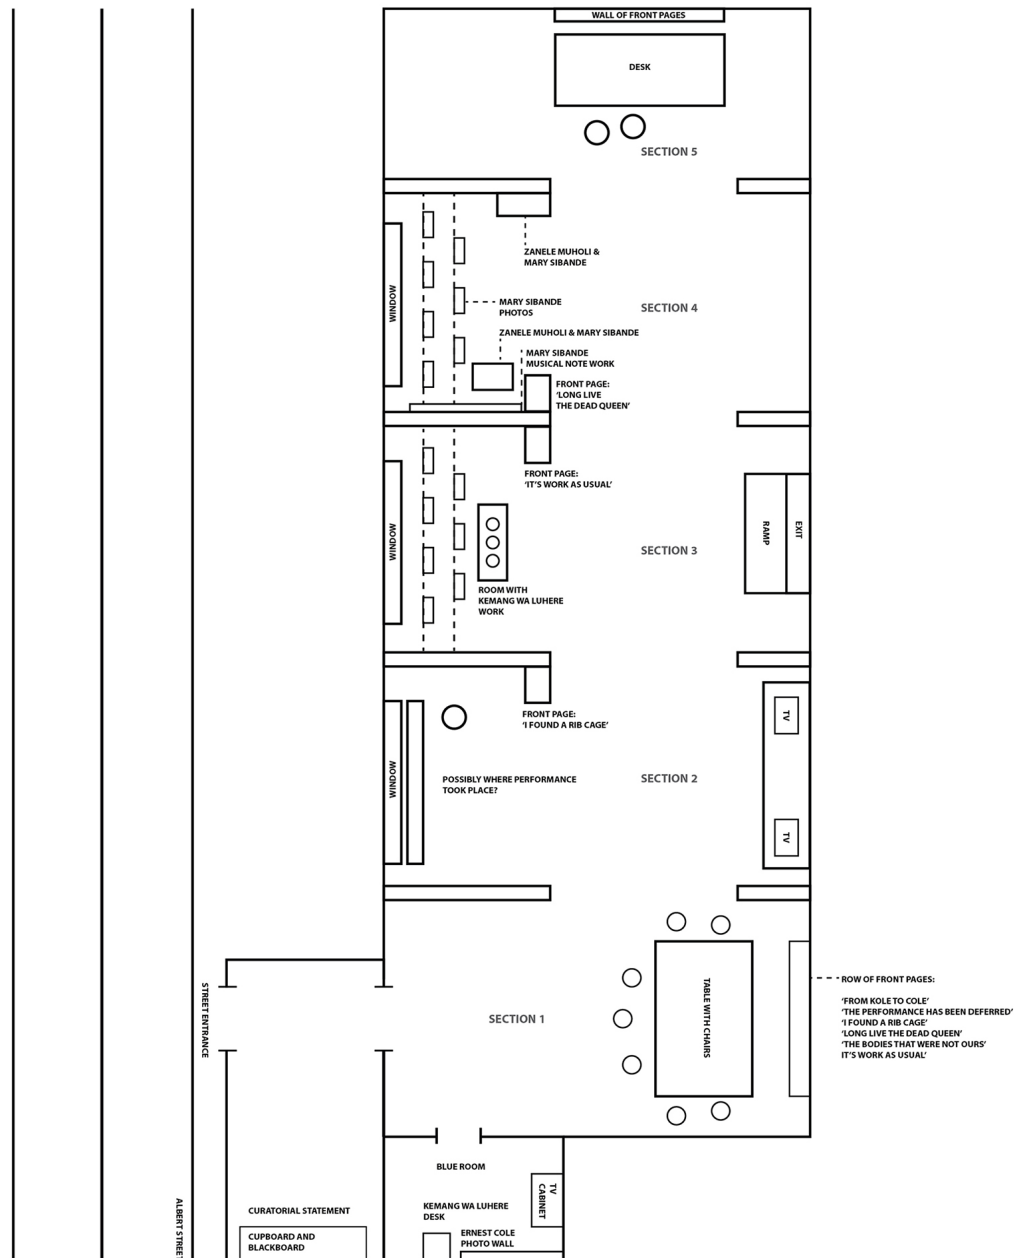 WALL OF FRONT PAGES
DESK
SECTION 5
ZANELE MUHOLI &
MARY SIBANDE
WINDOW
MARY SIBANDE
PHOTOS
SECTION 4
ZANELE MUHOLI & MARY SIBANDE
MARY SIBANDE
MUSICAL NOTE WORK
FRONT PAGE:
‘LONG LIVE
THE DEAD QUEEN’
FRONT PAGE:
‘IT’S WORK AS USUAL’
WINDOW
RAMP
EXIT
SECTION 3
ROOM WITH
KEMANG WA LUHERE
WORK
FRONT PAGE:
‘I FOUND A RIB CAGE’
TV
WINDOW
POSSIBLY WHERE PERFORMANCE
TOOK PLACE?
SECTION 2
TV
STREET ENTRANCE
SECTION 1
TABLE WITH CHAIRS
ROW OF FRONT PAGES:
‘FROM KOLE TO COLE’
‘THE PERFORMANCE HAS BEEN DEFERRED’
‘I FOUND A RIB CAGE’
‘LONG LIVE THE DEAD QUEEN’
‘THE BODIES THAT WERE NOT OURS’
IT’S WORK AS USUAL’
BLUE ROOM
TV
CABINET
ALBERT STREET
CURATORIAL STATEMENT
KEMANG WA LUHERE
DESK
CUPBOARD AND
BLACKBOARD
ERNEST COLE
PHOTO WALL